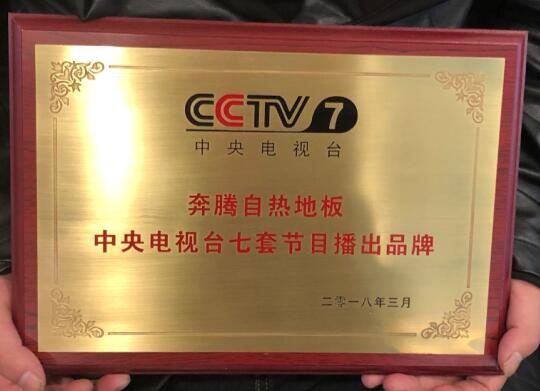 CCTV 7
中央电视台
奔腾自热地板
中央电视台七套节目播出品牌
二零一八年三月